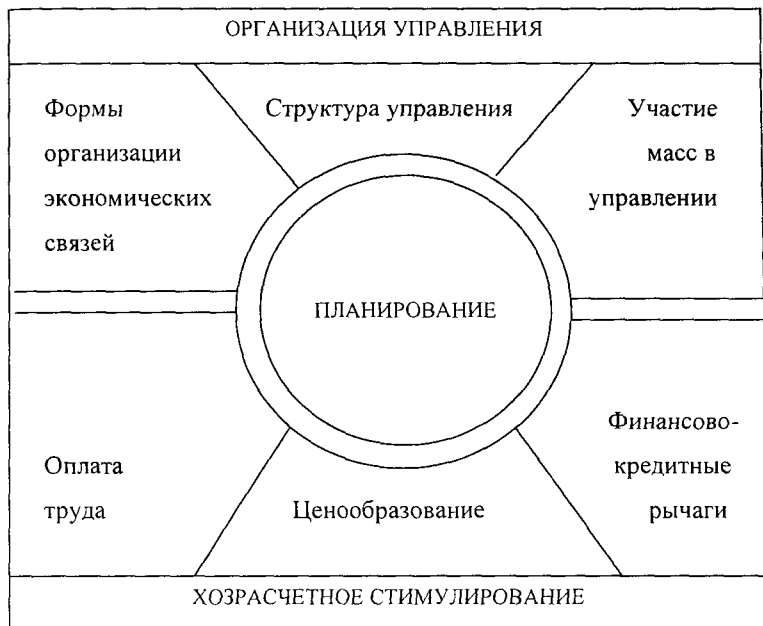 ОРГАНИЗАЦИЯ УПРАВЛЕНИЯ
Формы
организации
экономических
связей
Структура управления
Участие
масс в
управлении
ПЛАНИРОВАНИЕ
Оплата
труда
Ценообразование
Финансово-
кредитные
рычаги
ХОЗРАСЧЕТНОЕ СТИМУЛИРОВАНИЕ